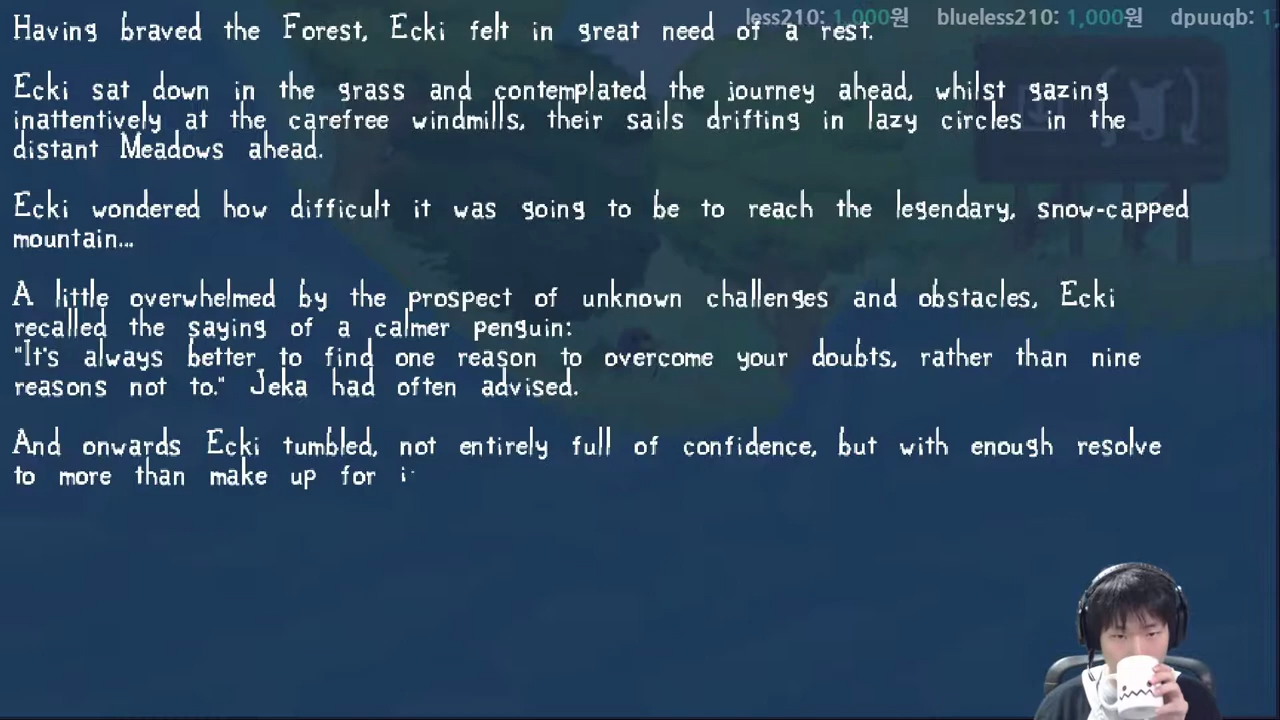 less210: 1,000원 blueless210: 1,000원 dpuuqb: 1
Having braved the Forest, Ecki felt in great need of a rest.
Ecki sat down in the grass and contemplated the journey ahead, whilst gazing
inattentively at the carefree windmills, their sails drifting in lazy circles in the
distant Meadows ahead.
Ecki wondered how difficult it was going to be to reach the legendary, snow-capped
mountain...
A little overwhelmed by the prospect of unknown challenges and obstacles, Ecki
recalled the saying of a calmer penguin:
"It's always better to find one reason to overcome your doubts, rather than nine
reasons not to." Jeka had often advised.
And onwards Ecki tumbled, not entirely full of confidence, but with enough resolve
to more than make up for